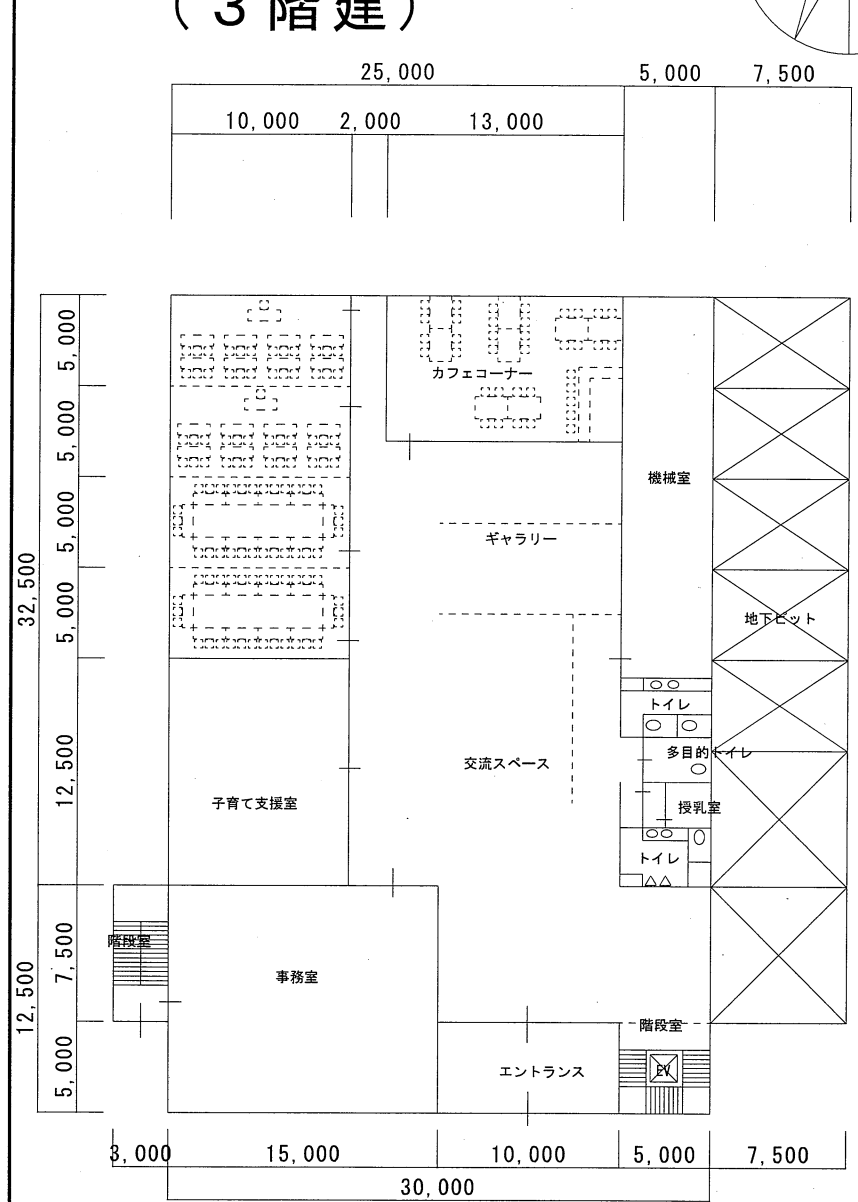 (3階建)
25,000
5,000
7,500
10,000
2,000
13,000
5,000
5,000
5,000
5,000
32,500
12,500
12,500
7,500
5,000
カフェコーナー
機械室
ギャラリー
地下ピット
トイレ
多目的トイレ
交流スペース
子育て支援室
授乳室
トイレ
階段室
事務室
階段室
エントランス
EV
3,000
15,000
10,000
5,000
7,500
30,000